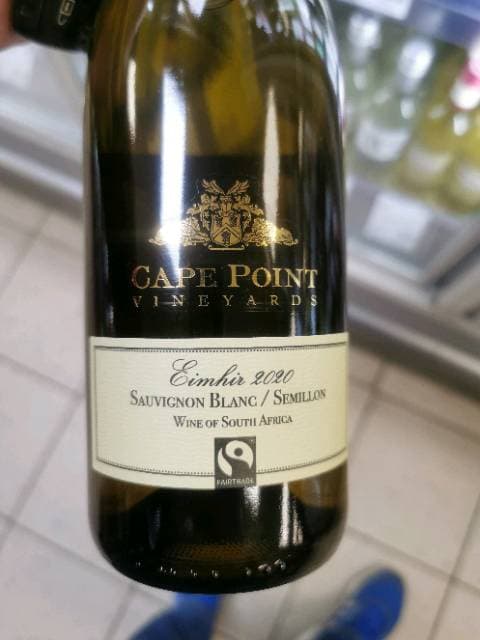 CAPE POINT
VINEYARDS
Eimhir 2020
SAUVIGNON BLANC / SEMILLON
WINE OF SOUTH AFRICA
FAIRTRADE